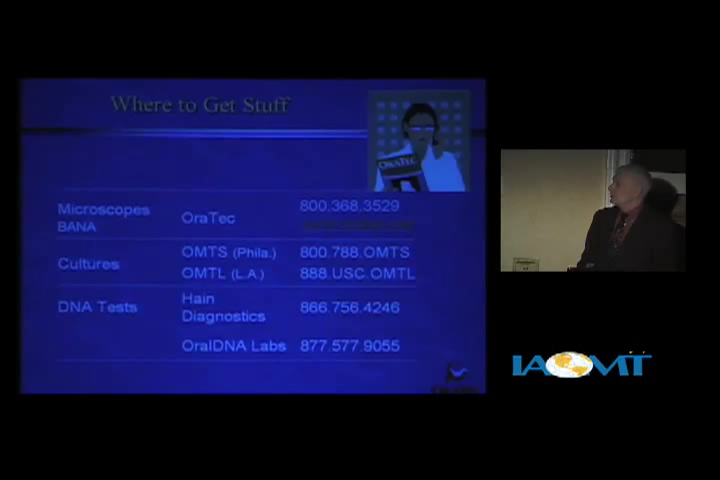 Where to Get Stuff
ORATEC
Microscopes
BANA
OraTec
800.368.3529
Cultures
OMTS (Phila.)
800.788.OMTS
OMTL (L.A.)
888.USC.OMTL
DNA Tests
Hain
Diagnostics
866.756.4246
OralDNA Labs
877.577.9055
IAOMT